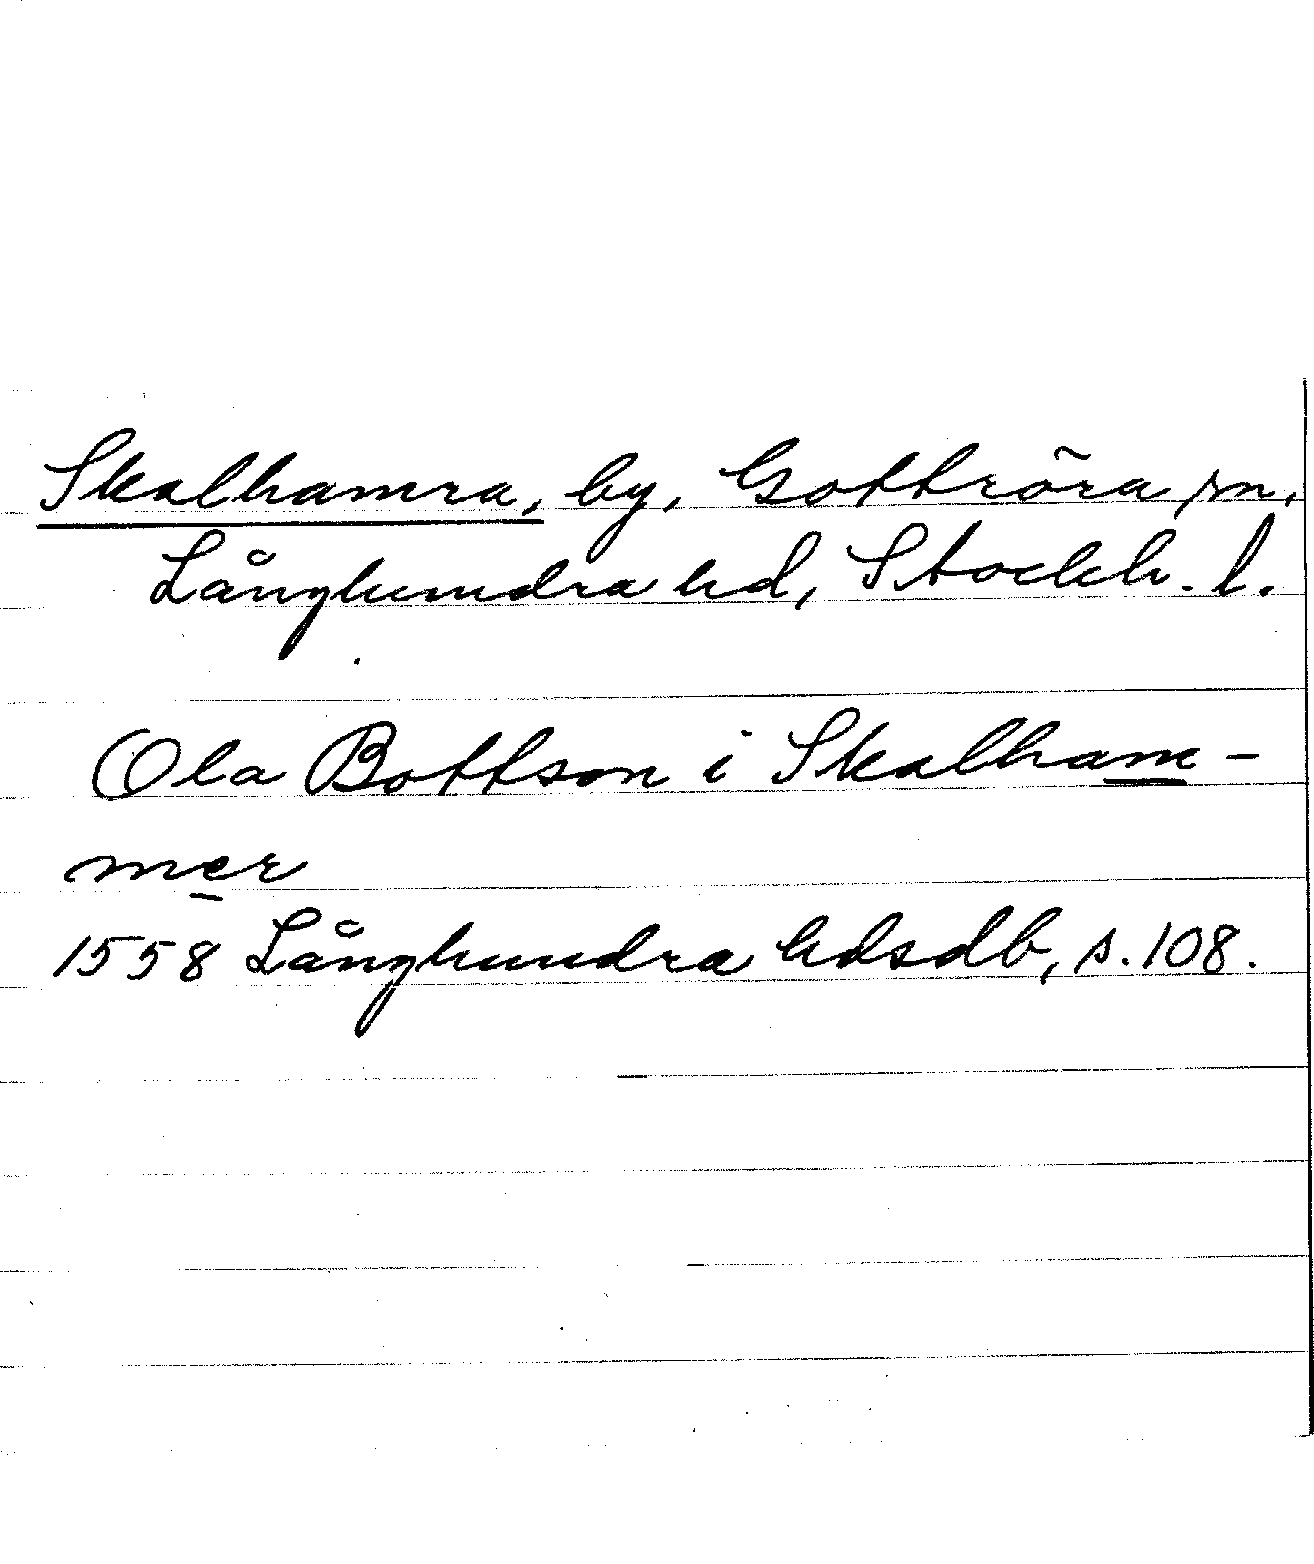 Skalhamra, by, Gottröra sn,
Långhundra hd, Stockh. l.
Ola Bottson i Skalham-
mer
1558 Långhundra hdsdb, s. 108.